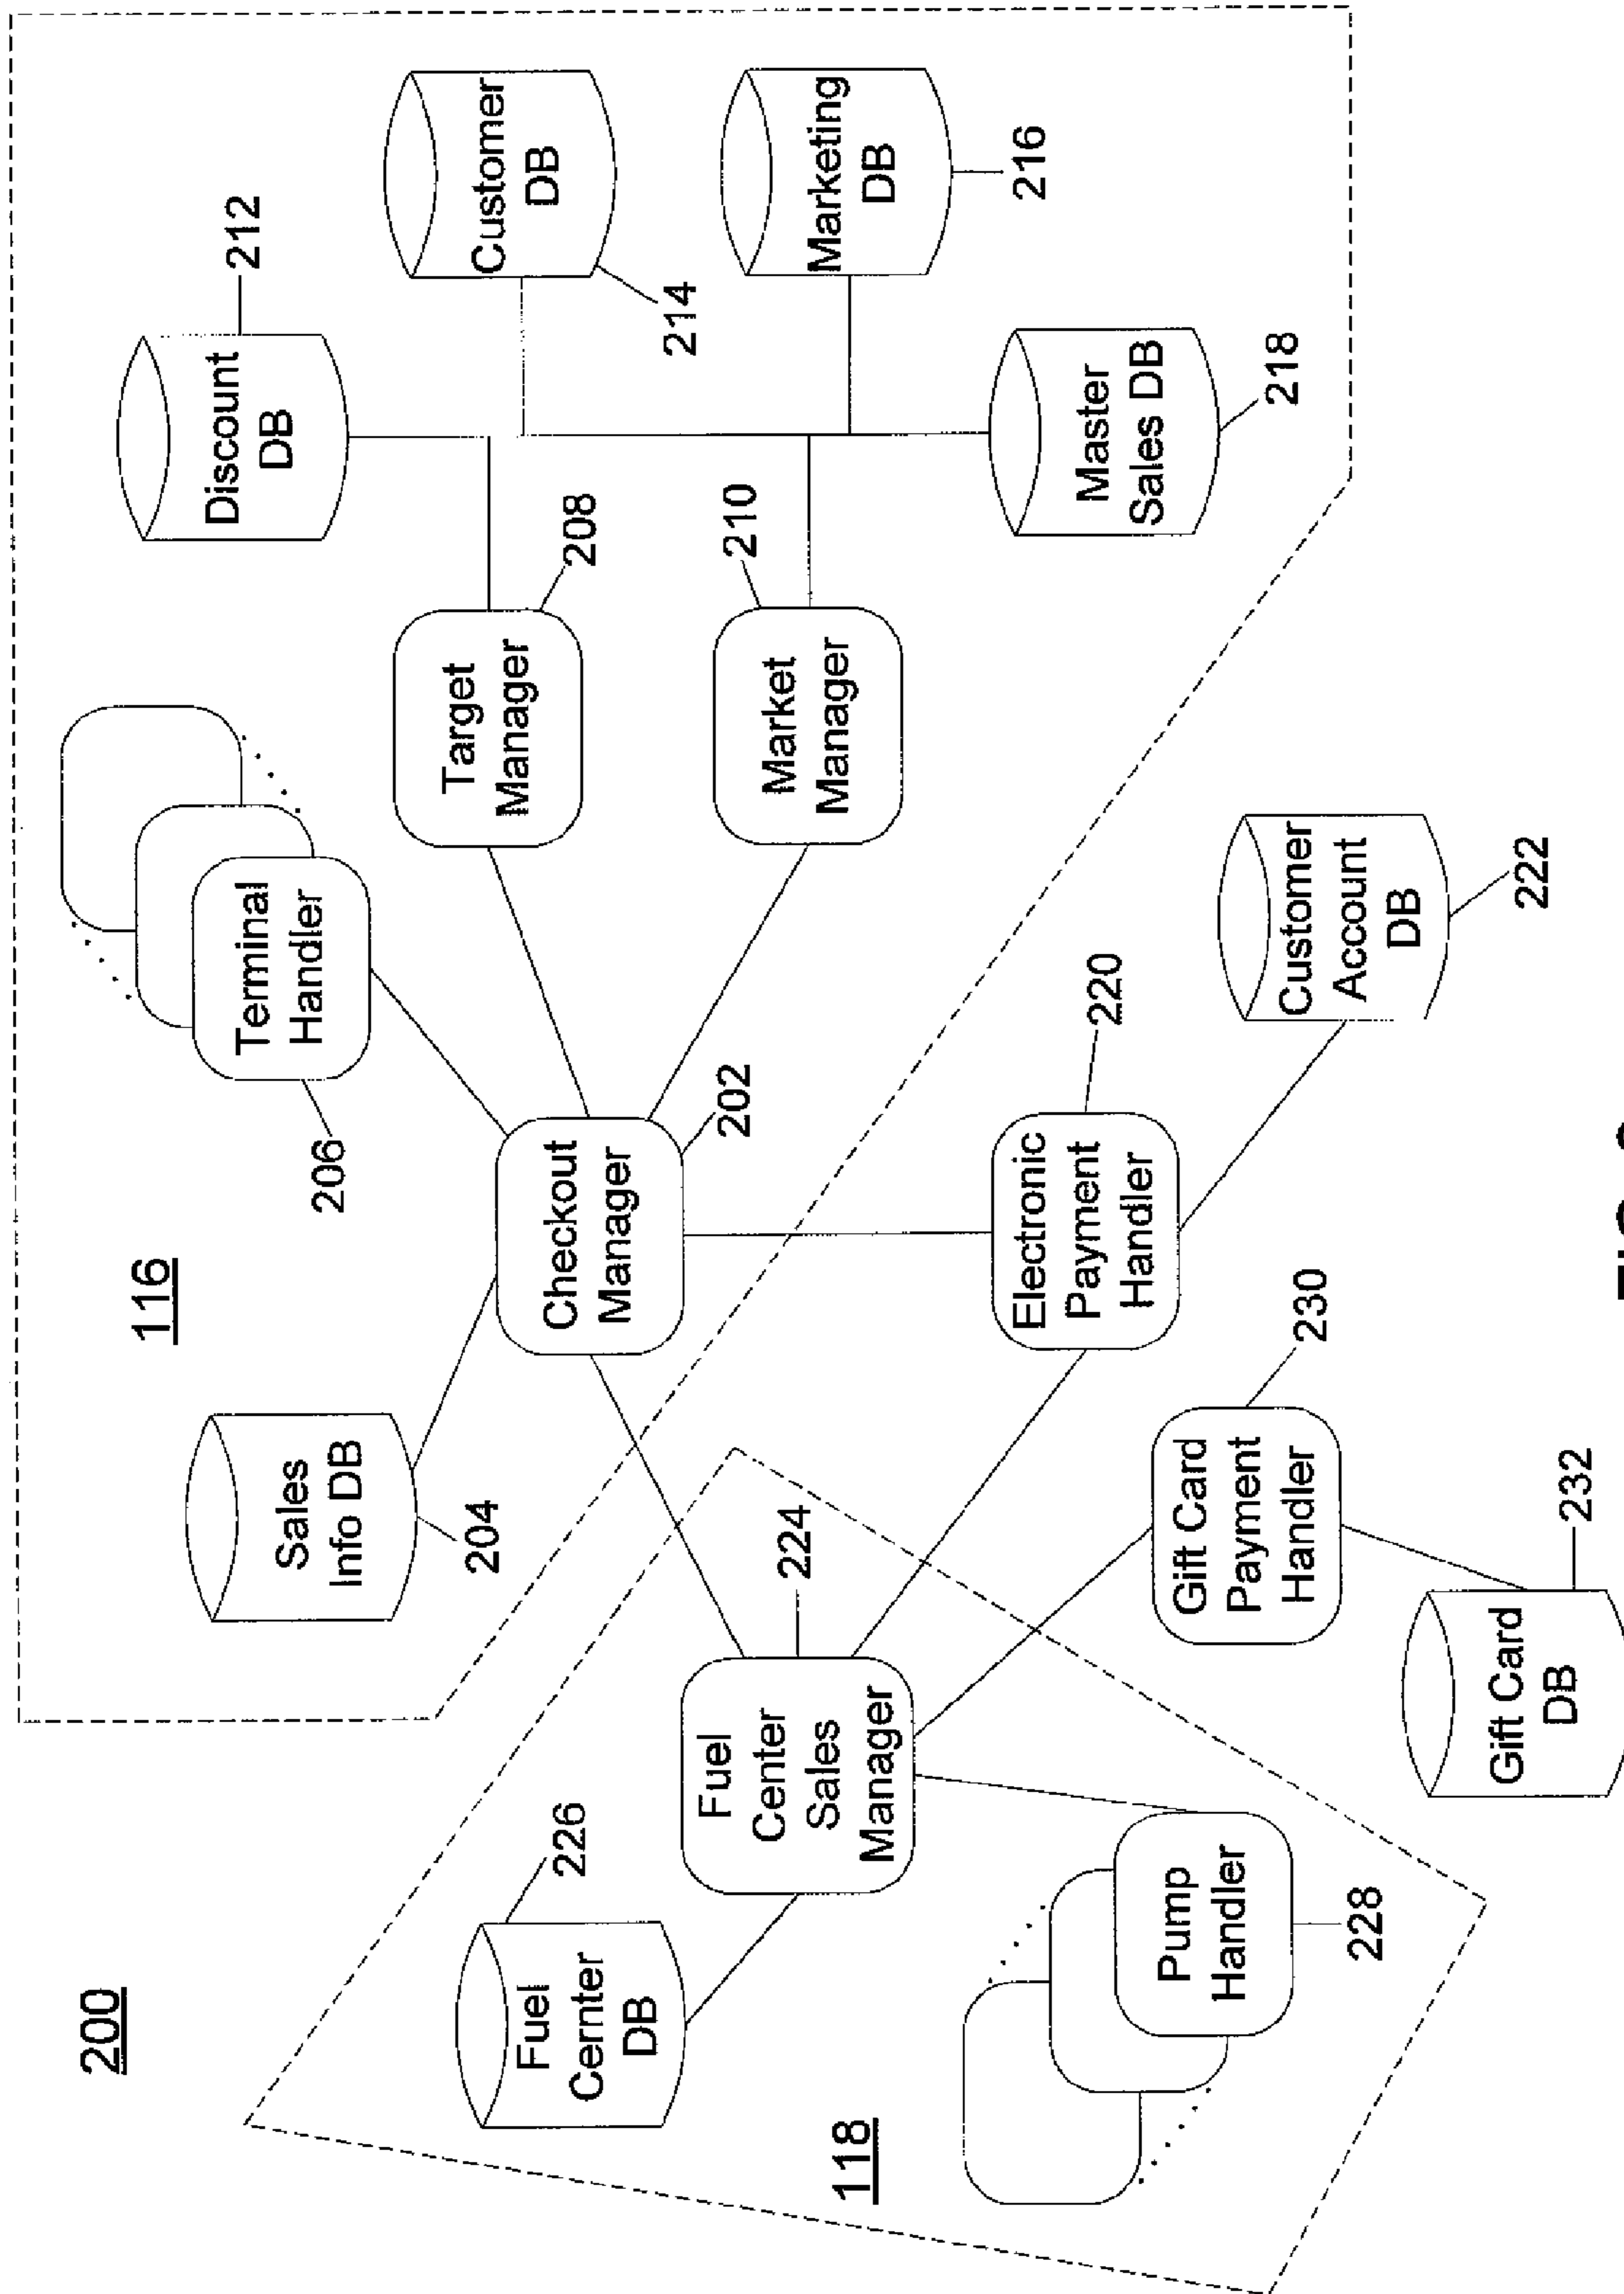 200
116
118
Sales
Info DB
204
Terminal
Handler
206
Discount
DB
212
Customer
DB
214
Target
Manager
208
Checkout
Manager
202
Market
Manager
210
Marketing
DB
216
Master
Sales DB
218
Fuel
Cernter
DB
226
Fuel
Center
Sales
Manager
224
Electronic
Payment
Handler
220
Customer
Account
DB
222
Pump
Handler
228
Gift Card
Payment
Handler
230
Gift Card
DB
232